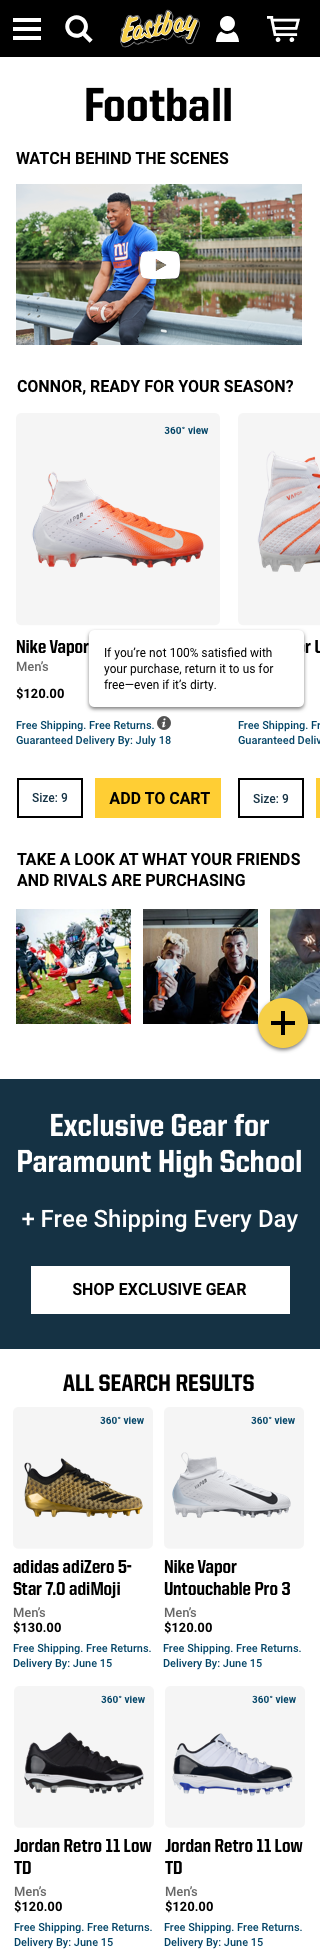 Eastbay
Football
WATCH BEHIND THE SCENES
CONNOR, READY FOR YOUR SEASON?
360° view
Nike Vapor
Men's
$120.00
If you're not 100% satisfied with
your purchase, return it to us for
free—even if it's dirty.
Free Shipping. Free Returns.
Guaranteed Delivery By: July 18
Free Shipping.
Guaranteed
Size: 9
ADD TO CART
Size: 9
TAKE A LOOK AT WHAT YOUR FRIENDS
AND RIVALS ARE PURCHASING
Exclusive Gear for
Paramount High School
+ Free Shipping Every Day
SHOP EXCLUSIVE GEAR
ALL SEARCH RESULTS
360° view
adidas adiZero 5-
Star 7.0 adiMoji
Men's
$130.00
Free Shipping. Free Returns.
Delivery By: June 15
360° view
Nike Vapor
Untouchable Pro 3
Men's
$120.00
Free Shipping. Free Returns.
Delivery By: June 15
360° view
Jordan Retro 11 Low
TD
Men's
$120.00
Free Shipping. Free Returns.
Delivery By: June 15
360° view
Jordan Retro 11 Low
TD
Men's
$120.00
Free Shipping. Free Returns.
Delivery By: June 15